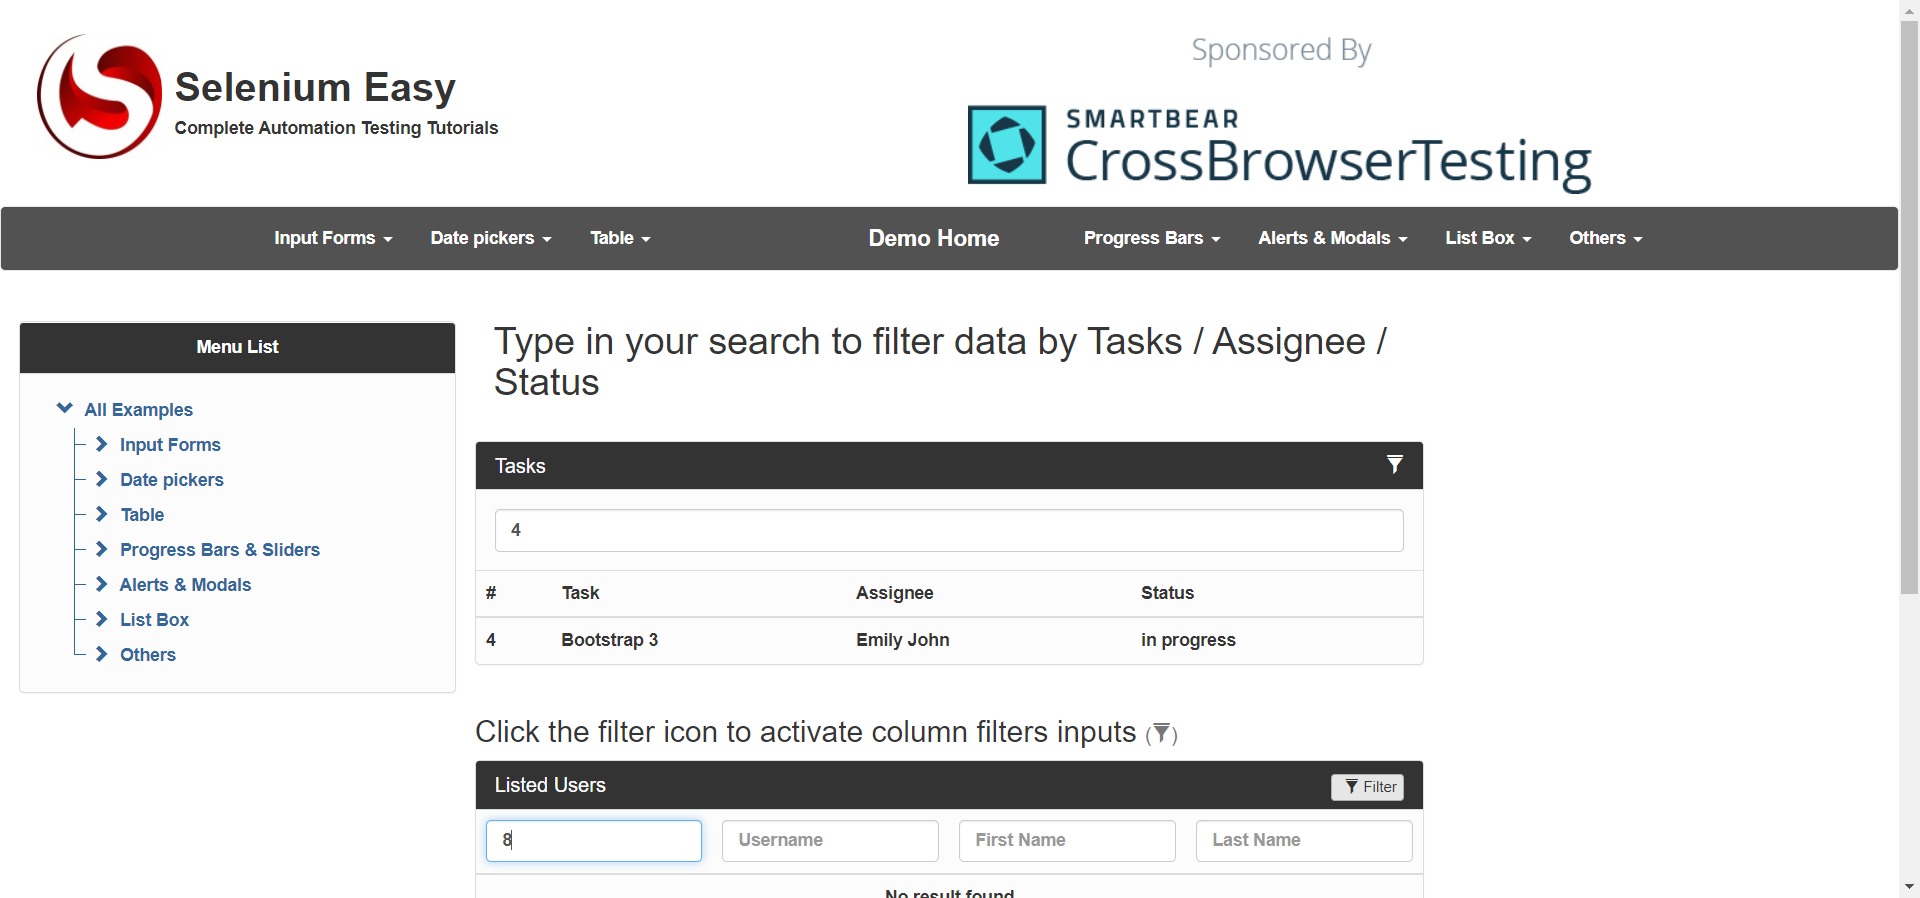 Sponsored By
Selenium Easy
Complete Automation Testing Tutorials
SMARTBEAR
CrossBrowserTesting
Input Forms Date pickers Table Demo Home Progress Bars Alerts & Modals List Box Others
Menu List
All Examples
Input Forms
Date pickers
Table
Progress Bars & Sliders
Alerts & Modals
List Box
Others
Type in your search to filter data by Tasks / Assignee /
Status
Tasks
4
# Task Assignee Status
4 Bootstrap 3 Emily John in progress
Click the filter icon to activate column filters inputs ( )
Listed Users Filter
8 Username First Name Last Name
No result found